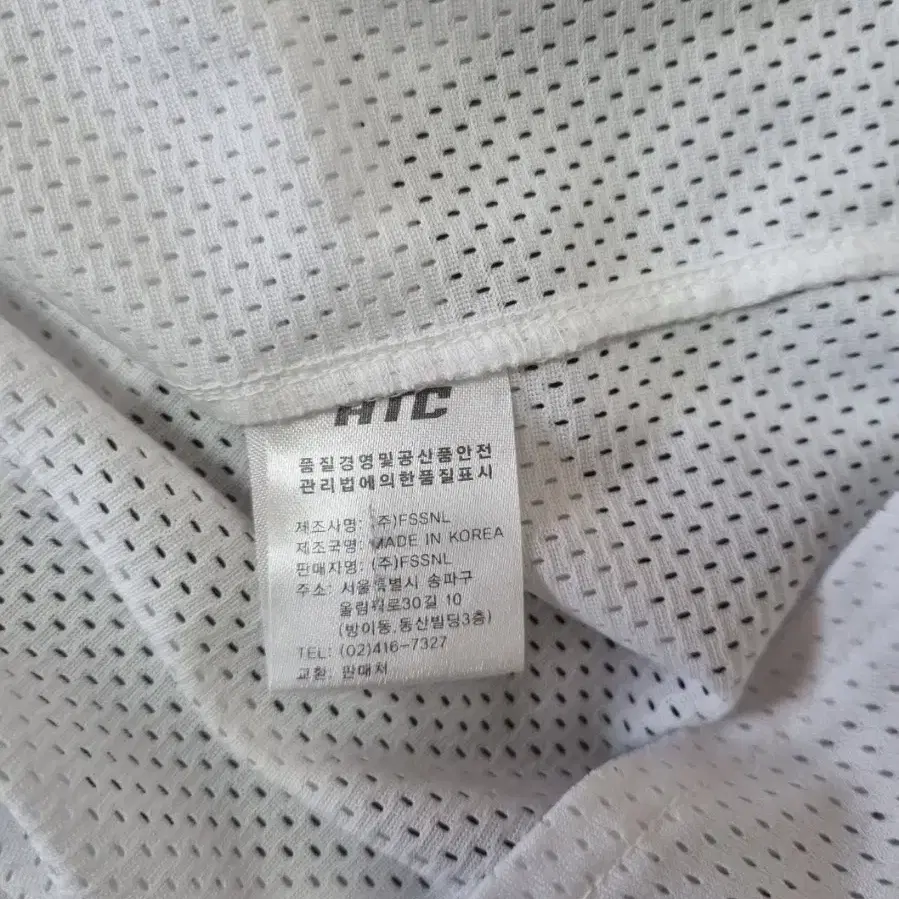 품질경영및공산품안전
관리법에의한품질표시
제조사명: (주)FSSNL
제조국명: MADE IN KOREA
판매자명: (주)FSSNL
주소: 서울특별시 송파구
올림픽로30길 10
(방이동,동산빌딩3층)
TEL: (02)416-7327
교환: 판매처